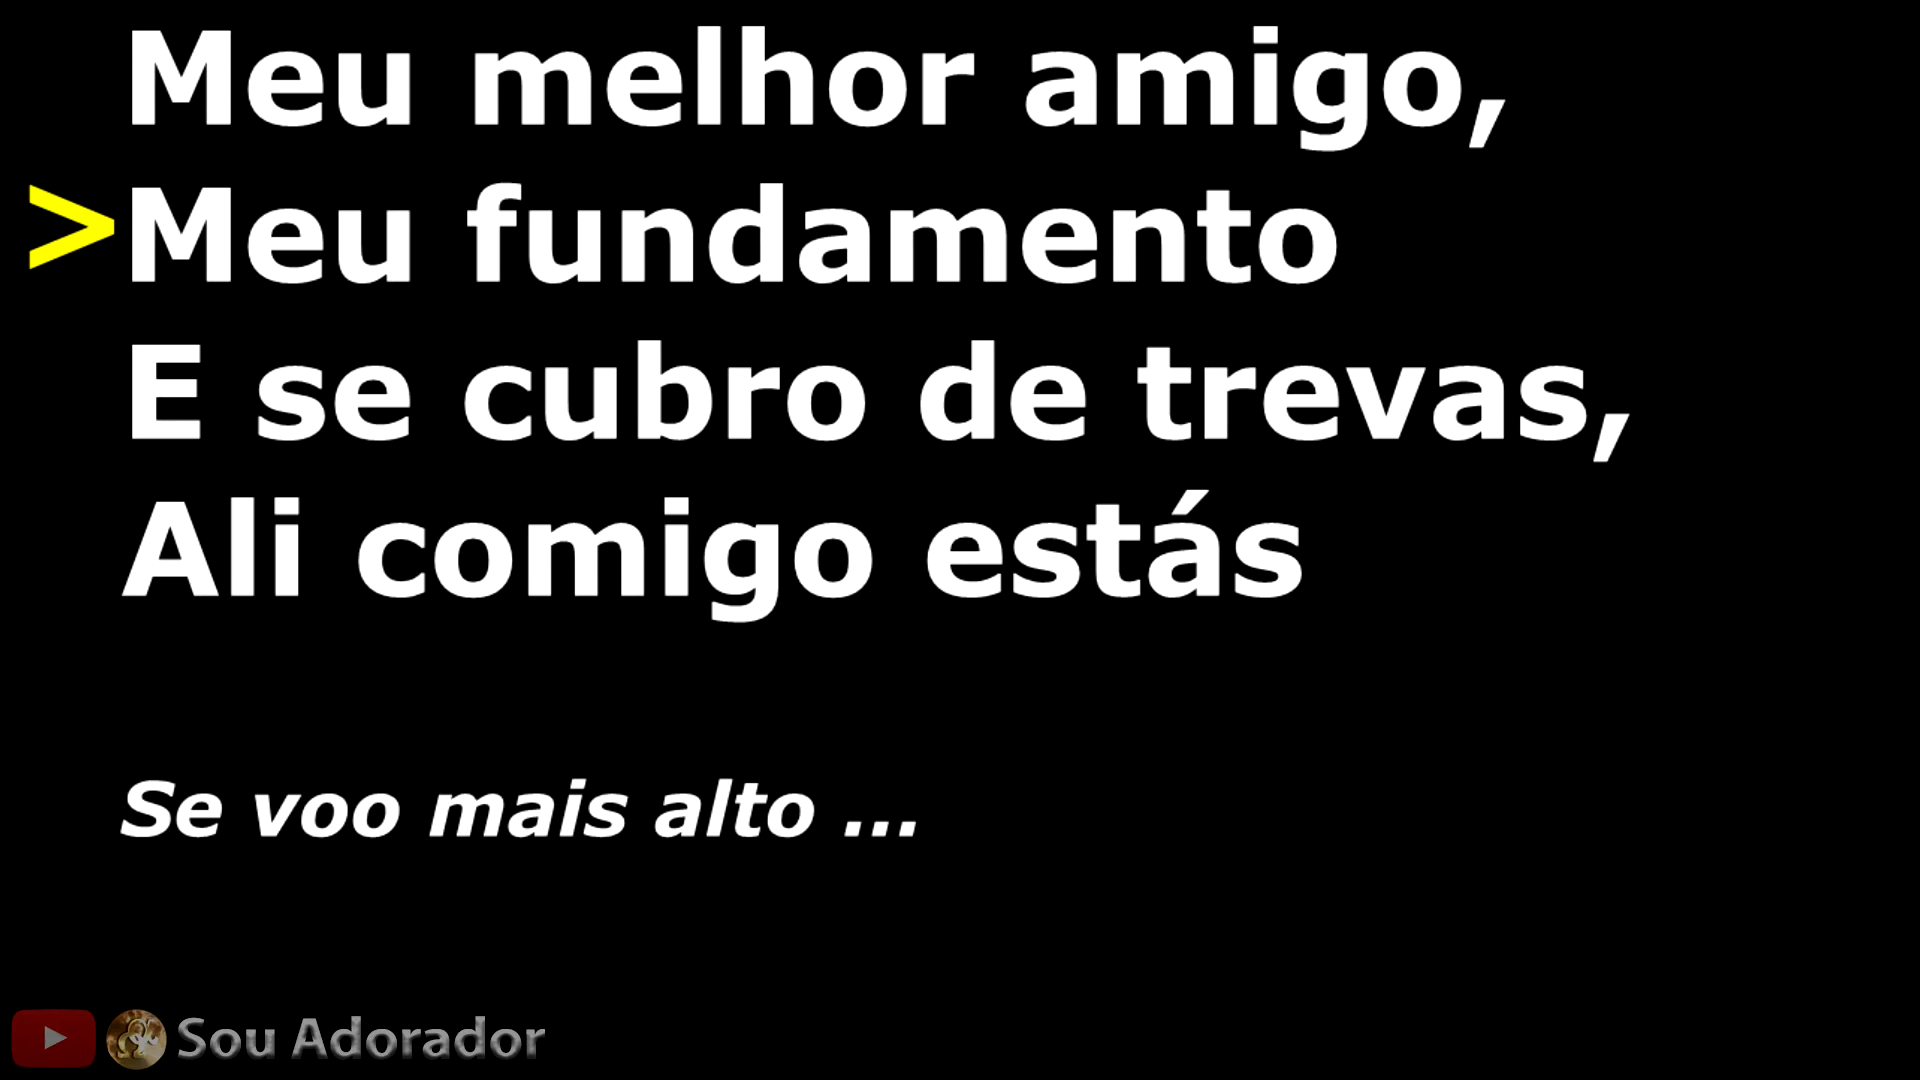 Meu melhor amigo,
>Meu fundamento
E se cubro de trevas,
Ali comigo estás
Se voo mais alto ...
Sou Adorador